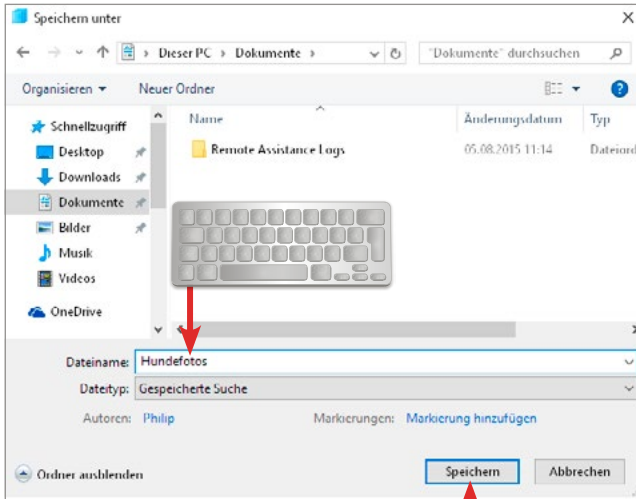 Speichern unter
Dieser PC > Dokumente >
"Dokumente" durchsuchen
Organisieren Neuer Ordner
Name Änderungsdatum Typ
Schnellzugriff
Desktop
Downloads
Dokumente
Bilder
Musik
Videos
OneDrive
Remote Assistance Logs 05.08.2015 11:14 Dateiord
Dateiname: Hundefotos
Dateityp: Gespeicherte Suche
Autoren: Philip Markierungen: Markierung hinzufügen
Ordner ausblenden Speichern Abbrechen